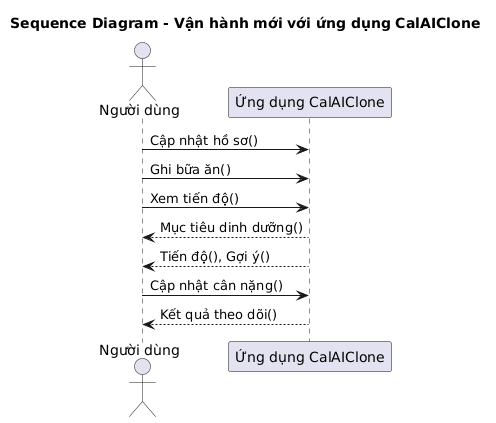 Sequence Diagram - Vận hành mới với ứng dụng CalAIClone
Người dùng
Ứng dụng CalAIClone
Cập nhật hồ sơ()
Ghi bữa ăn()
Xem tiến độ()
Mục tiêu dinh dưỡng()
Tiến độ(), Gợi ý()
Cập nhật cân nặng()
Kết quả theo dõi()
Người dùng
Ứng dụng CalAIClone